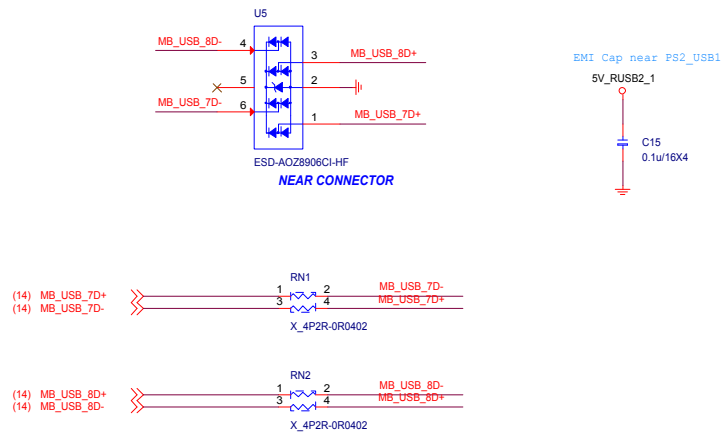 U5
MB_USB_8D-
4
3
MB_USB_8D+
5
2
MB_USB_7D-
6
1
MB_USB_7D+
ESD-AOZ8906CI-HF
NEAR CONNECTOR
EMI Cap near PS2_USB1
5V_RUSB2_1
C15
0.1u/16X4
RN1
(14) MB_USB_7D+
1
2
MB_USB_7D-
(14) MB_USB_7D-
3
4
MB_USB_7D+
X_4P2R-0R0402
RN2
(14) MB_USB_8D+
1
2
MB_USB_8D-
(14) MB_USB_8D-
3
4
MB_USB_8D+
X_4P2R-0R0402